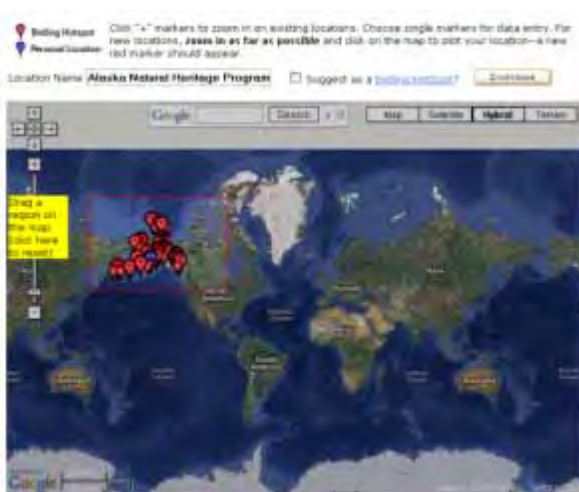 Birding Hotspot
Personal Location
Click "+" markers to zoom in on existing locations. Choose single markers for data entry. For
new locations, zoom in as far as possible and click on the map to plot your location—a new
red marker should appear.
Location Name Alaska Natural Heritage Program Suggest as a Birding Hotspot? Continue
Google Search
Map Satellite Hybrid Terrain
Drag a
region on
the map
(click here
to reset)
Google